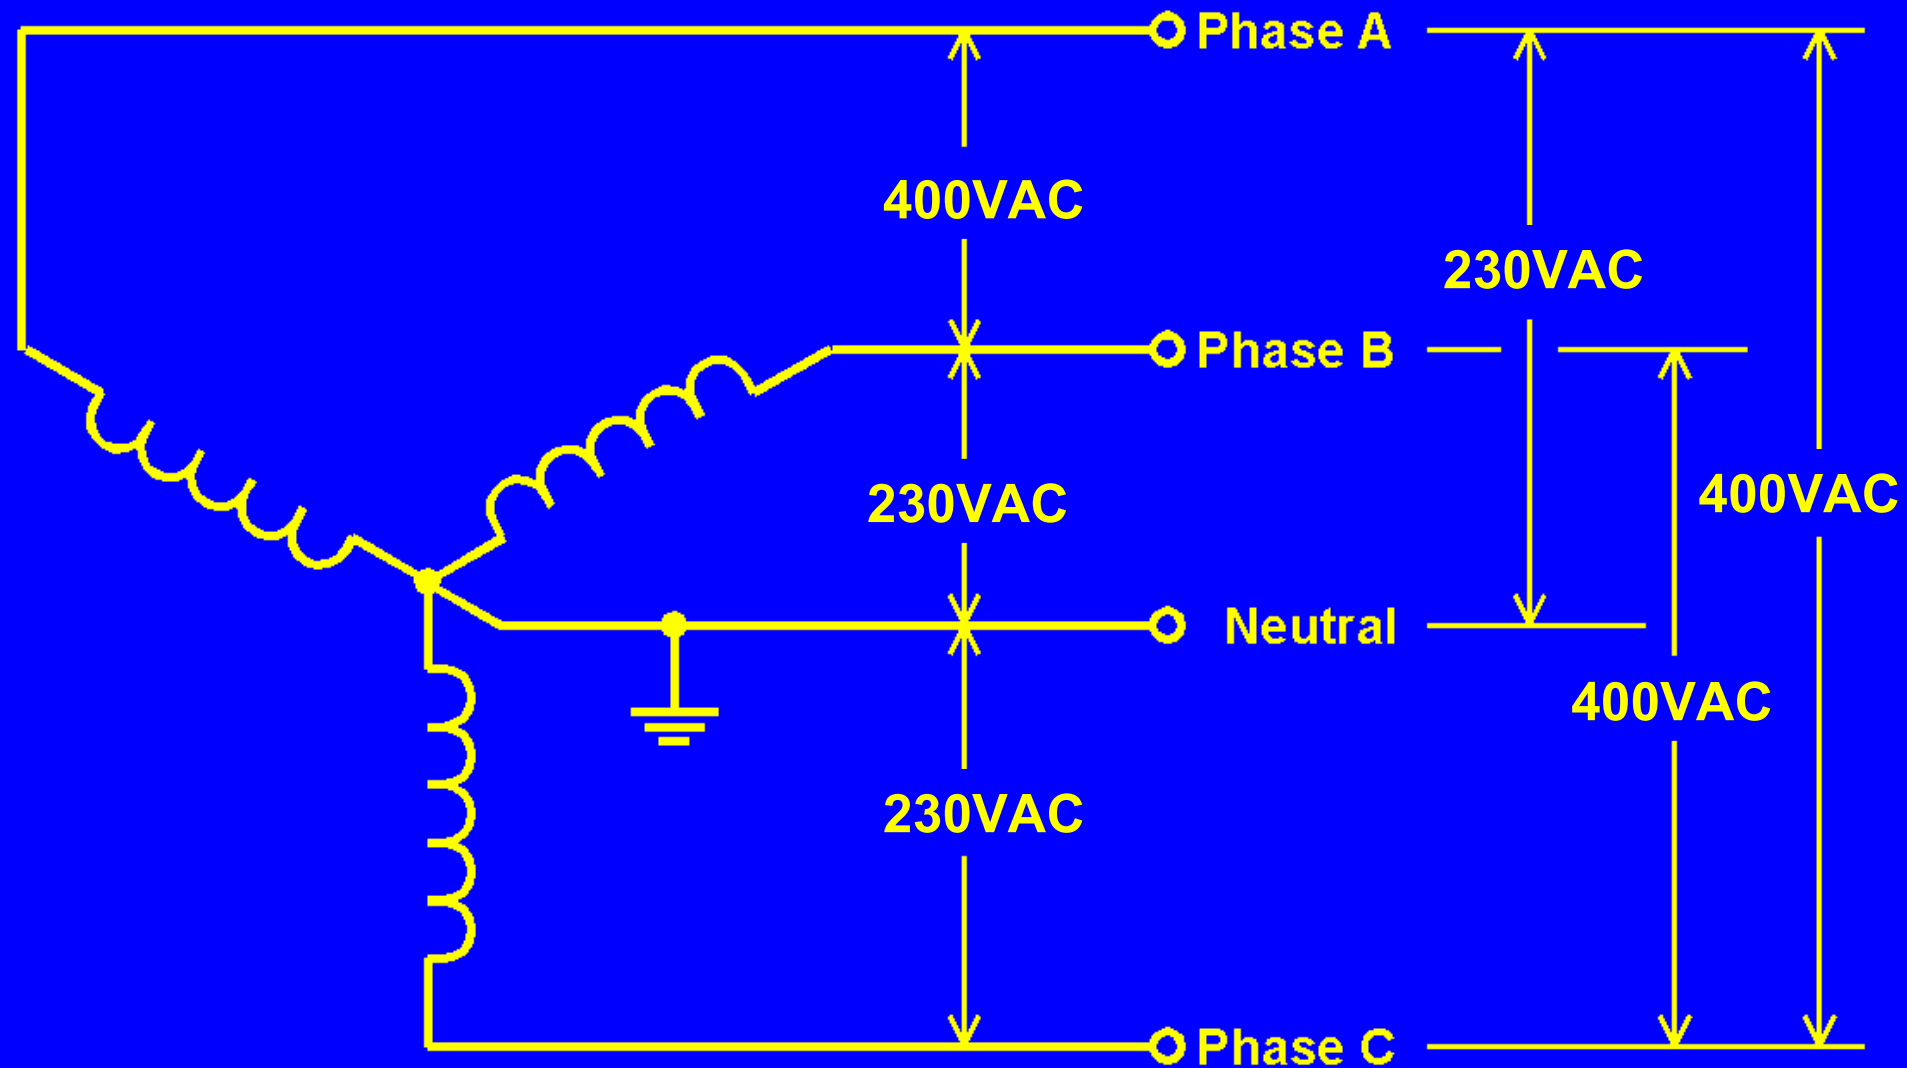 Phase A
400VAC
230VAC
Phase B
400VAC
230VAC
Neutral
400VAC
230VAC
Phase C